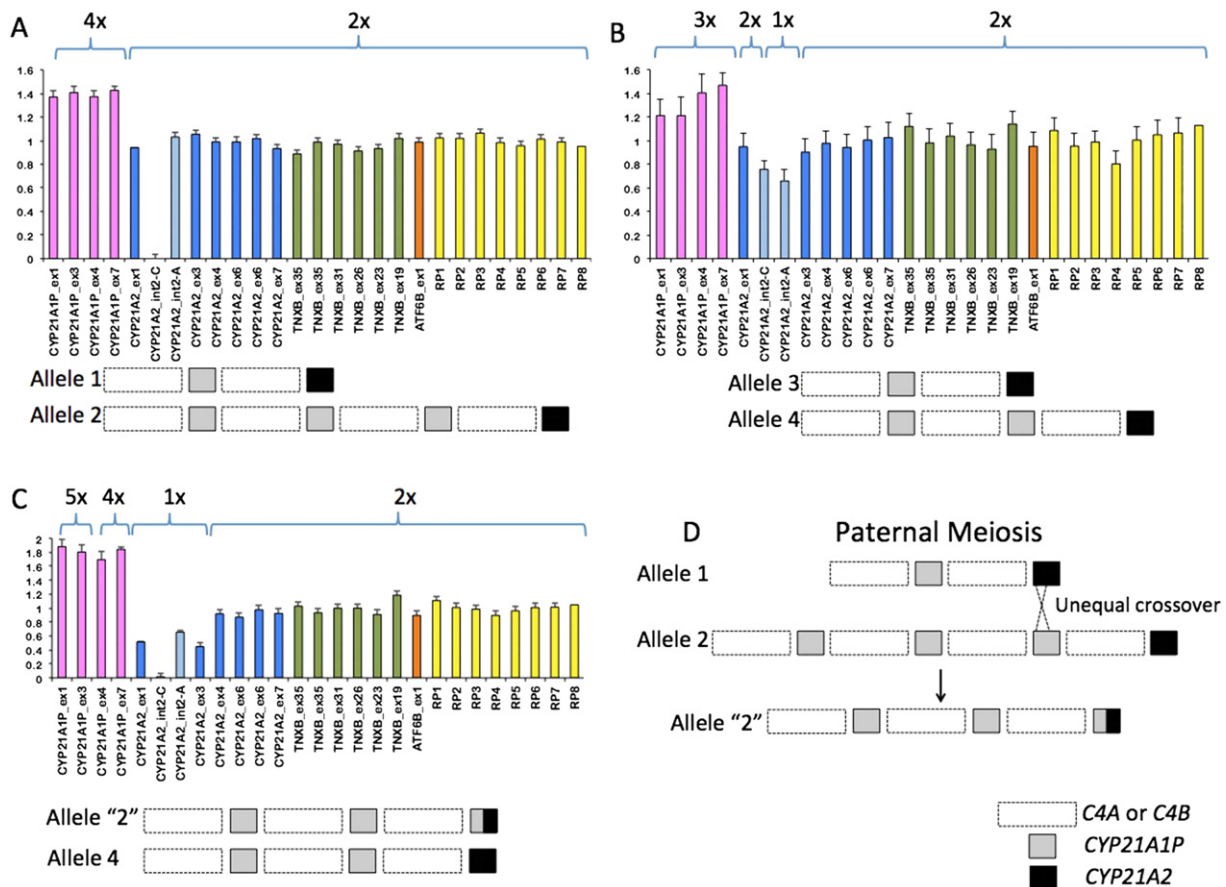 A
4x
2x
1.6
1.4
1.2
1
0.8
0.6
0.4
0.2
0
CYP21A1P_ex1
CYP21A1P_ex3
CYP21A1P_ex4
CYP21A1P_ex7
CYP21A2_ex1
CYP21A2_int2-C
CYP21A2_int2-A
CYP21A2_ex3
CYP21A2_ex4
CYP21A2_ex6
CYP21A2_ex6
CYP21A2_ex7
TNXB_ex35
TNXB_ex35
TNXB_ex31
TNXB_ex26
TNXB_ex23
TNXB_ex19
ATF6B_ex1
RP1
RP2
RP3
RP4
RP5
RP6
RP7
RP8
Allele 1
Allele 2
B
3x
2x
1x
2x
1.6
1.4
1.2
1
0.8
0.6
0.4
0.2
0
CYP21A1P_ex1
CYP21A1P_ex3
CYP21A1P_ex4
CYP21A1P_ex7
CYP21A2_ex1
CYP21A2_int2-C
CYP21A2_int2-A
CYP21A2_ex3
CYP21A2_ex4
CYP21A2_ex6
CYP21A2_ex6
CYP21A2_ex7
TNXB_ex35
TNXB_ex35
TNXB_ex31
TNXB_ex26
TNXB_ex23
TNXB_ex19
ATF6B_ex1
RP1
RP2
RP3
RP4
RP5
RP6
RP7
RP8
Allele 3
Allele 4
C
5x
4x
1x
2x
2
1.8
1.6
1.4
1.2
1
0.8
0.6
0.4
0.2
0
CYP21A1P_ex1
CYP21A1P_ex3
CYP21A1P_ex4
CYP21A1P_ex7
CYP21A2_ex1
CYP21A2_int2-C
CYP21A2_int2-A
CYP21A2_ex3
CYP21A2_ex4
CYP21A2_ex6
CYP21A2_ex6
CYP21A2_ex7
TNXB_ex35
TNXB_ex35
TNXB_ex31
TNXB_ex26
TNXB_ex23
TNXB_ex19
ATF6B_ex1
RP1
RP2
RP3
RP4
RP5
RP6
RP7
RP8
Allele “2”
Allele 4
D
Paternal Meiosis
Allele 1
Unequal crossover
Allele 2
Allele “2”
C4A or C4B
CYP21A1P
CYP21A2